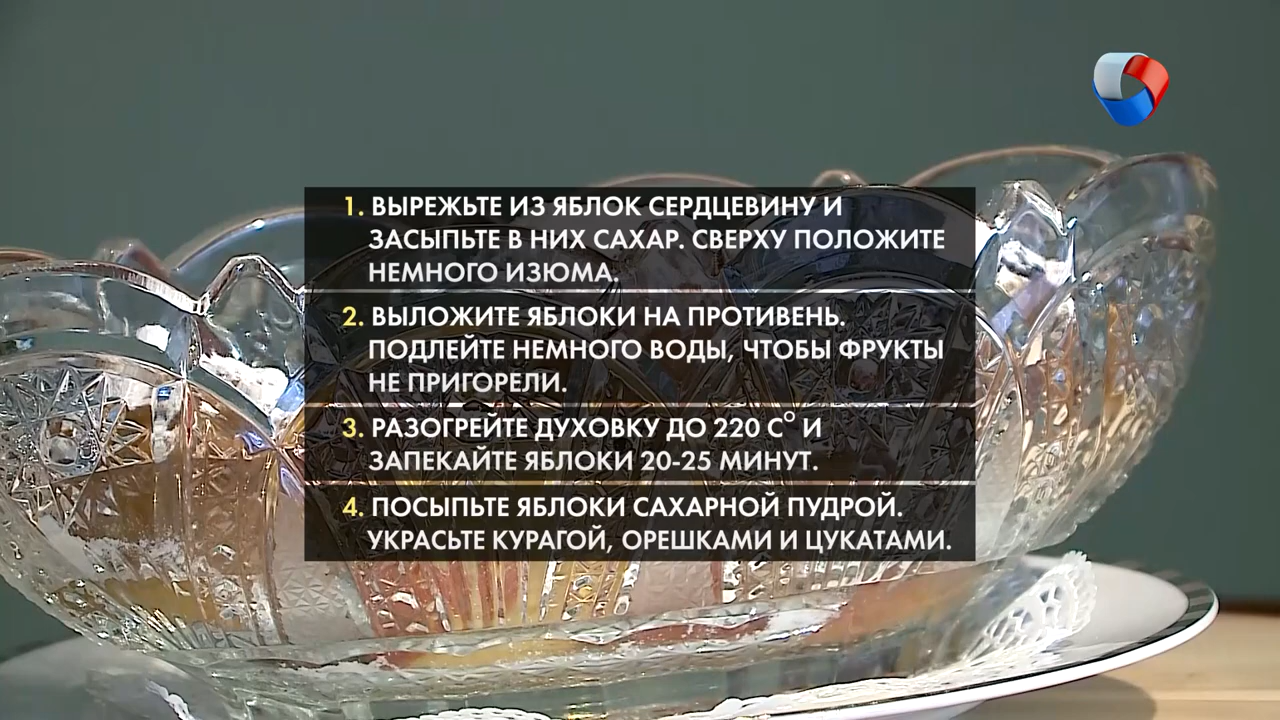 1. ВЫРЕЖЬТЕ ИЗ ЯБЛОК СЕРДЦЕВИНУ И
ЗАСЫПЬТЕ В НИХ САХАР. СВЕРХУ ПОЛОЖИТЕ
НЕМНОГО ИЗЮМА.
2. ВЫЛОЖИТЕ ЯБЛОКИ НА ПРОТИВЕНЬ.
ПОДЛЕЙТЕ НЕМНОГО ВОДЫ, ЧТОБЫ ФРУКТЫ
НЕ ПРИГОРЕЛИ.
3. РАЗОГРЕЙТЕ ДУХОВКУ ДО 220 С° И
ЗАПЕКАЙТЕ ЯБЛОКИ 20-25 МИНУТ.
4. ПОСЫПЬТЕ ЯБЛОКИ САХАРНОЙ ПУДРОЙ.
УКРАСЬТЕ КУРАГОЙ, ОРЕШКАМИ И ЦУКАТАМИ.